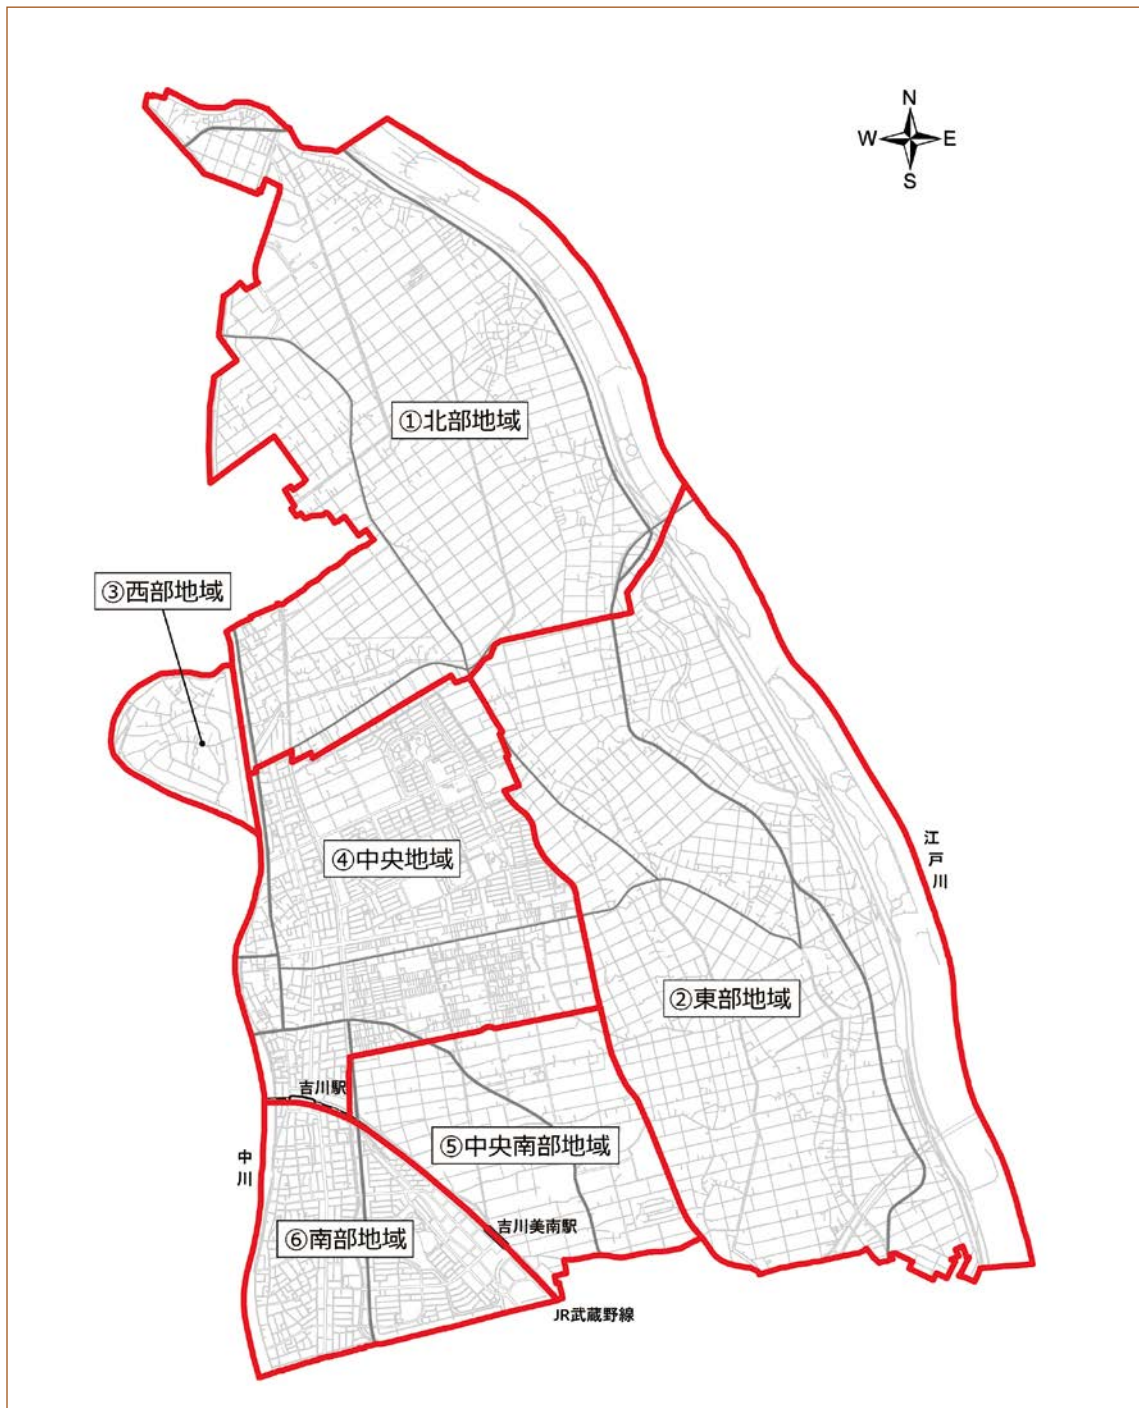 N
W E
S
①北部地域
③西部地域
④中央地域
江戸川
②東部地域
吉川駅
⑤中央南部地域
中川
吉川美南駅
⑥南部地域
JR武蔵野線